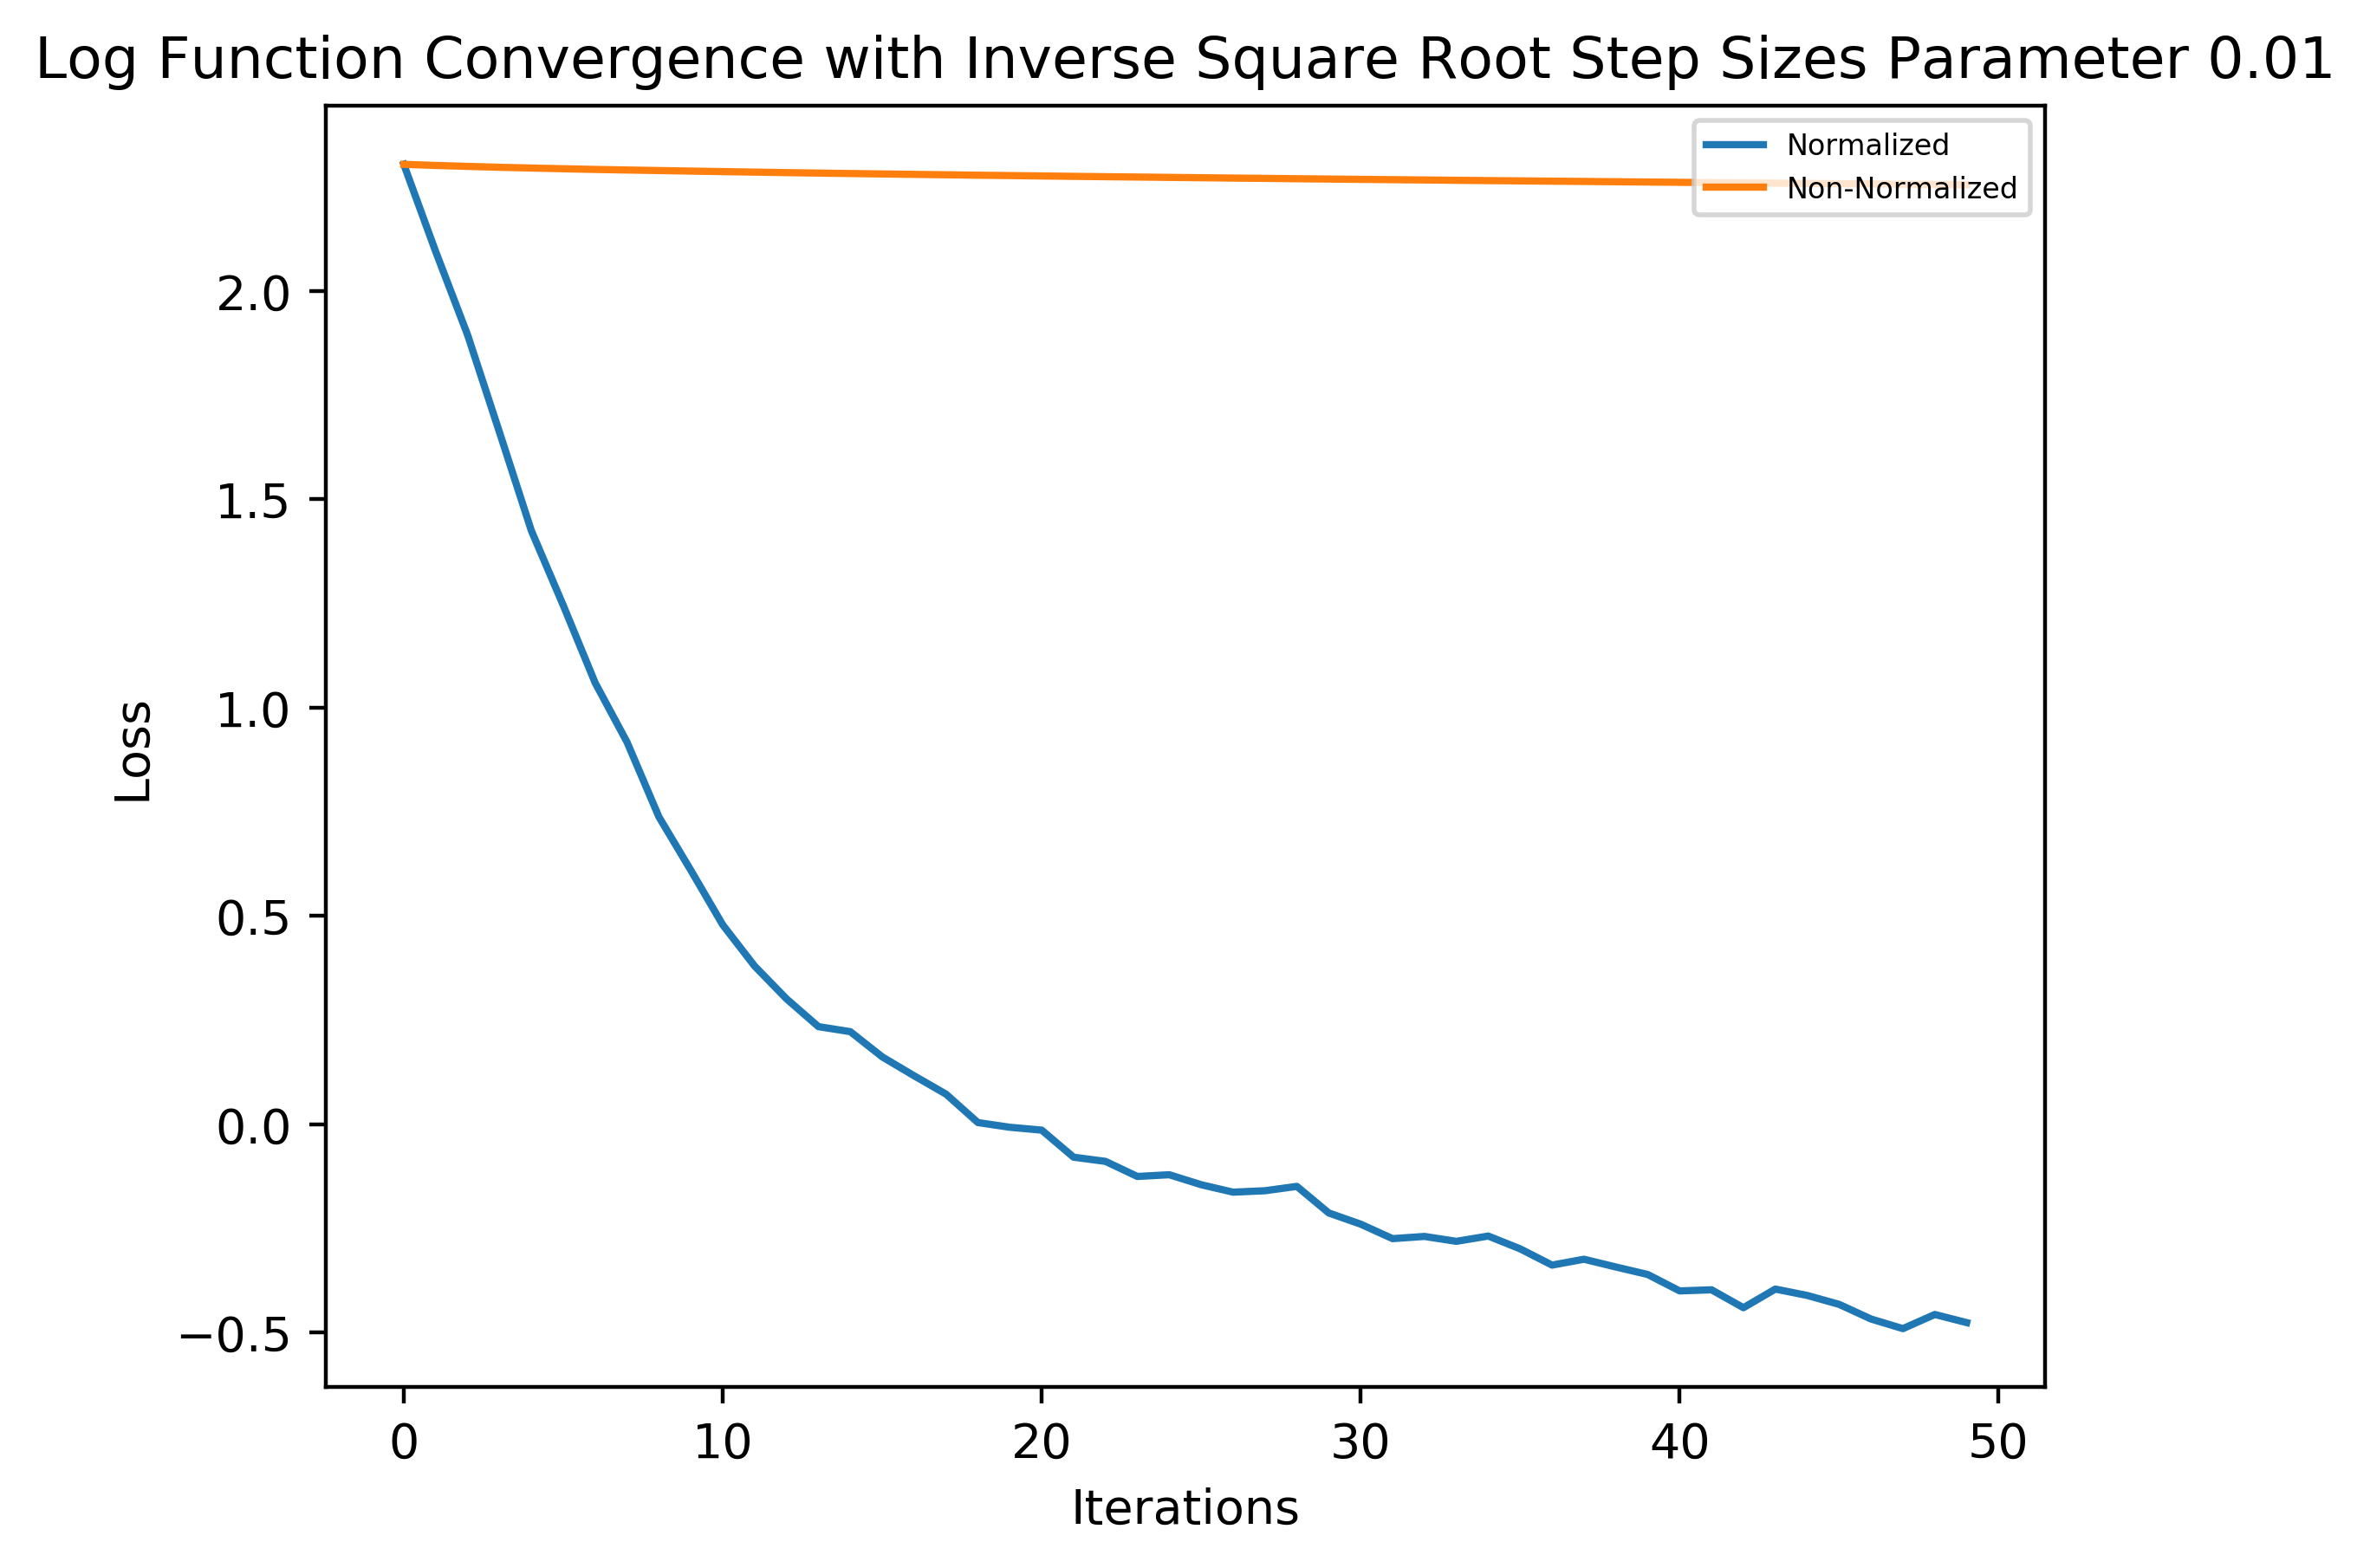 Log Function Convergence with Inverse Square Root Step Sizes Parameter 0.01
Normalized
Non-Normalized
2.0
1.5
1.0
0.5
0.0
−0.5
Loss
0 10 20 30 40 50
Iterations